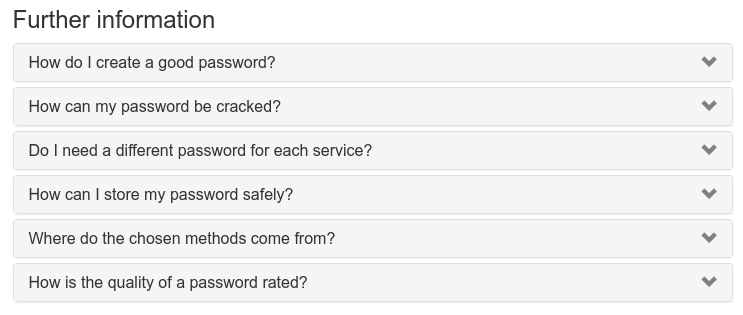 Further information
How do I create a good password?
How can my password be cracked?
Do I need a different password for each service?
How can I store my password safely?
Where do the chosen methods come from?
How is the quality of a password rated?